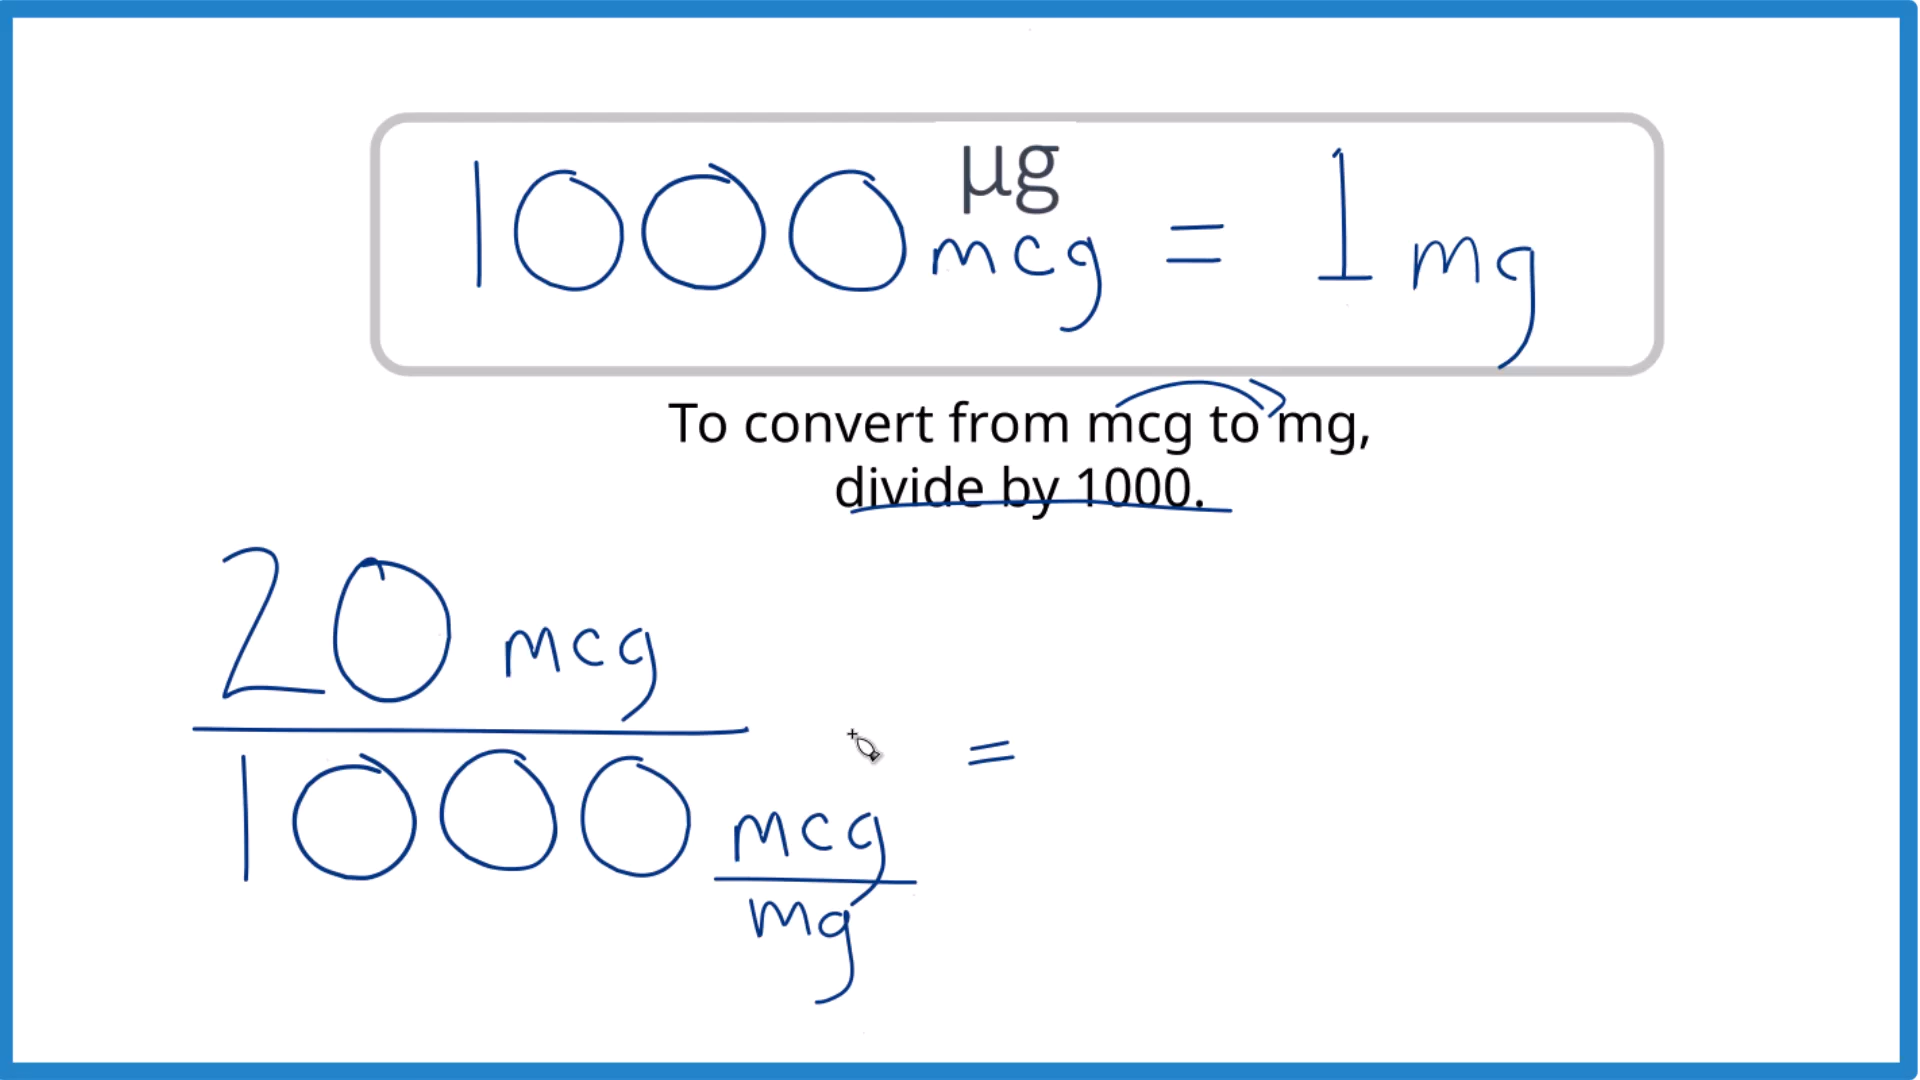 µg
1000 mcg = 1 mg
To convert from mcg to mg,
divide by 1000.
20 mcg
1000 mcg =
mg